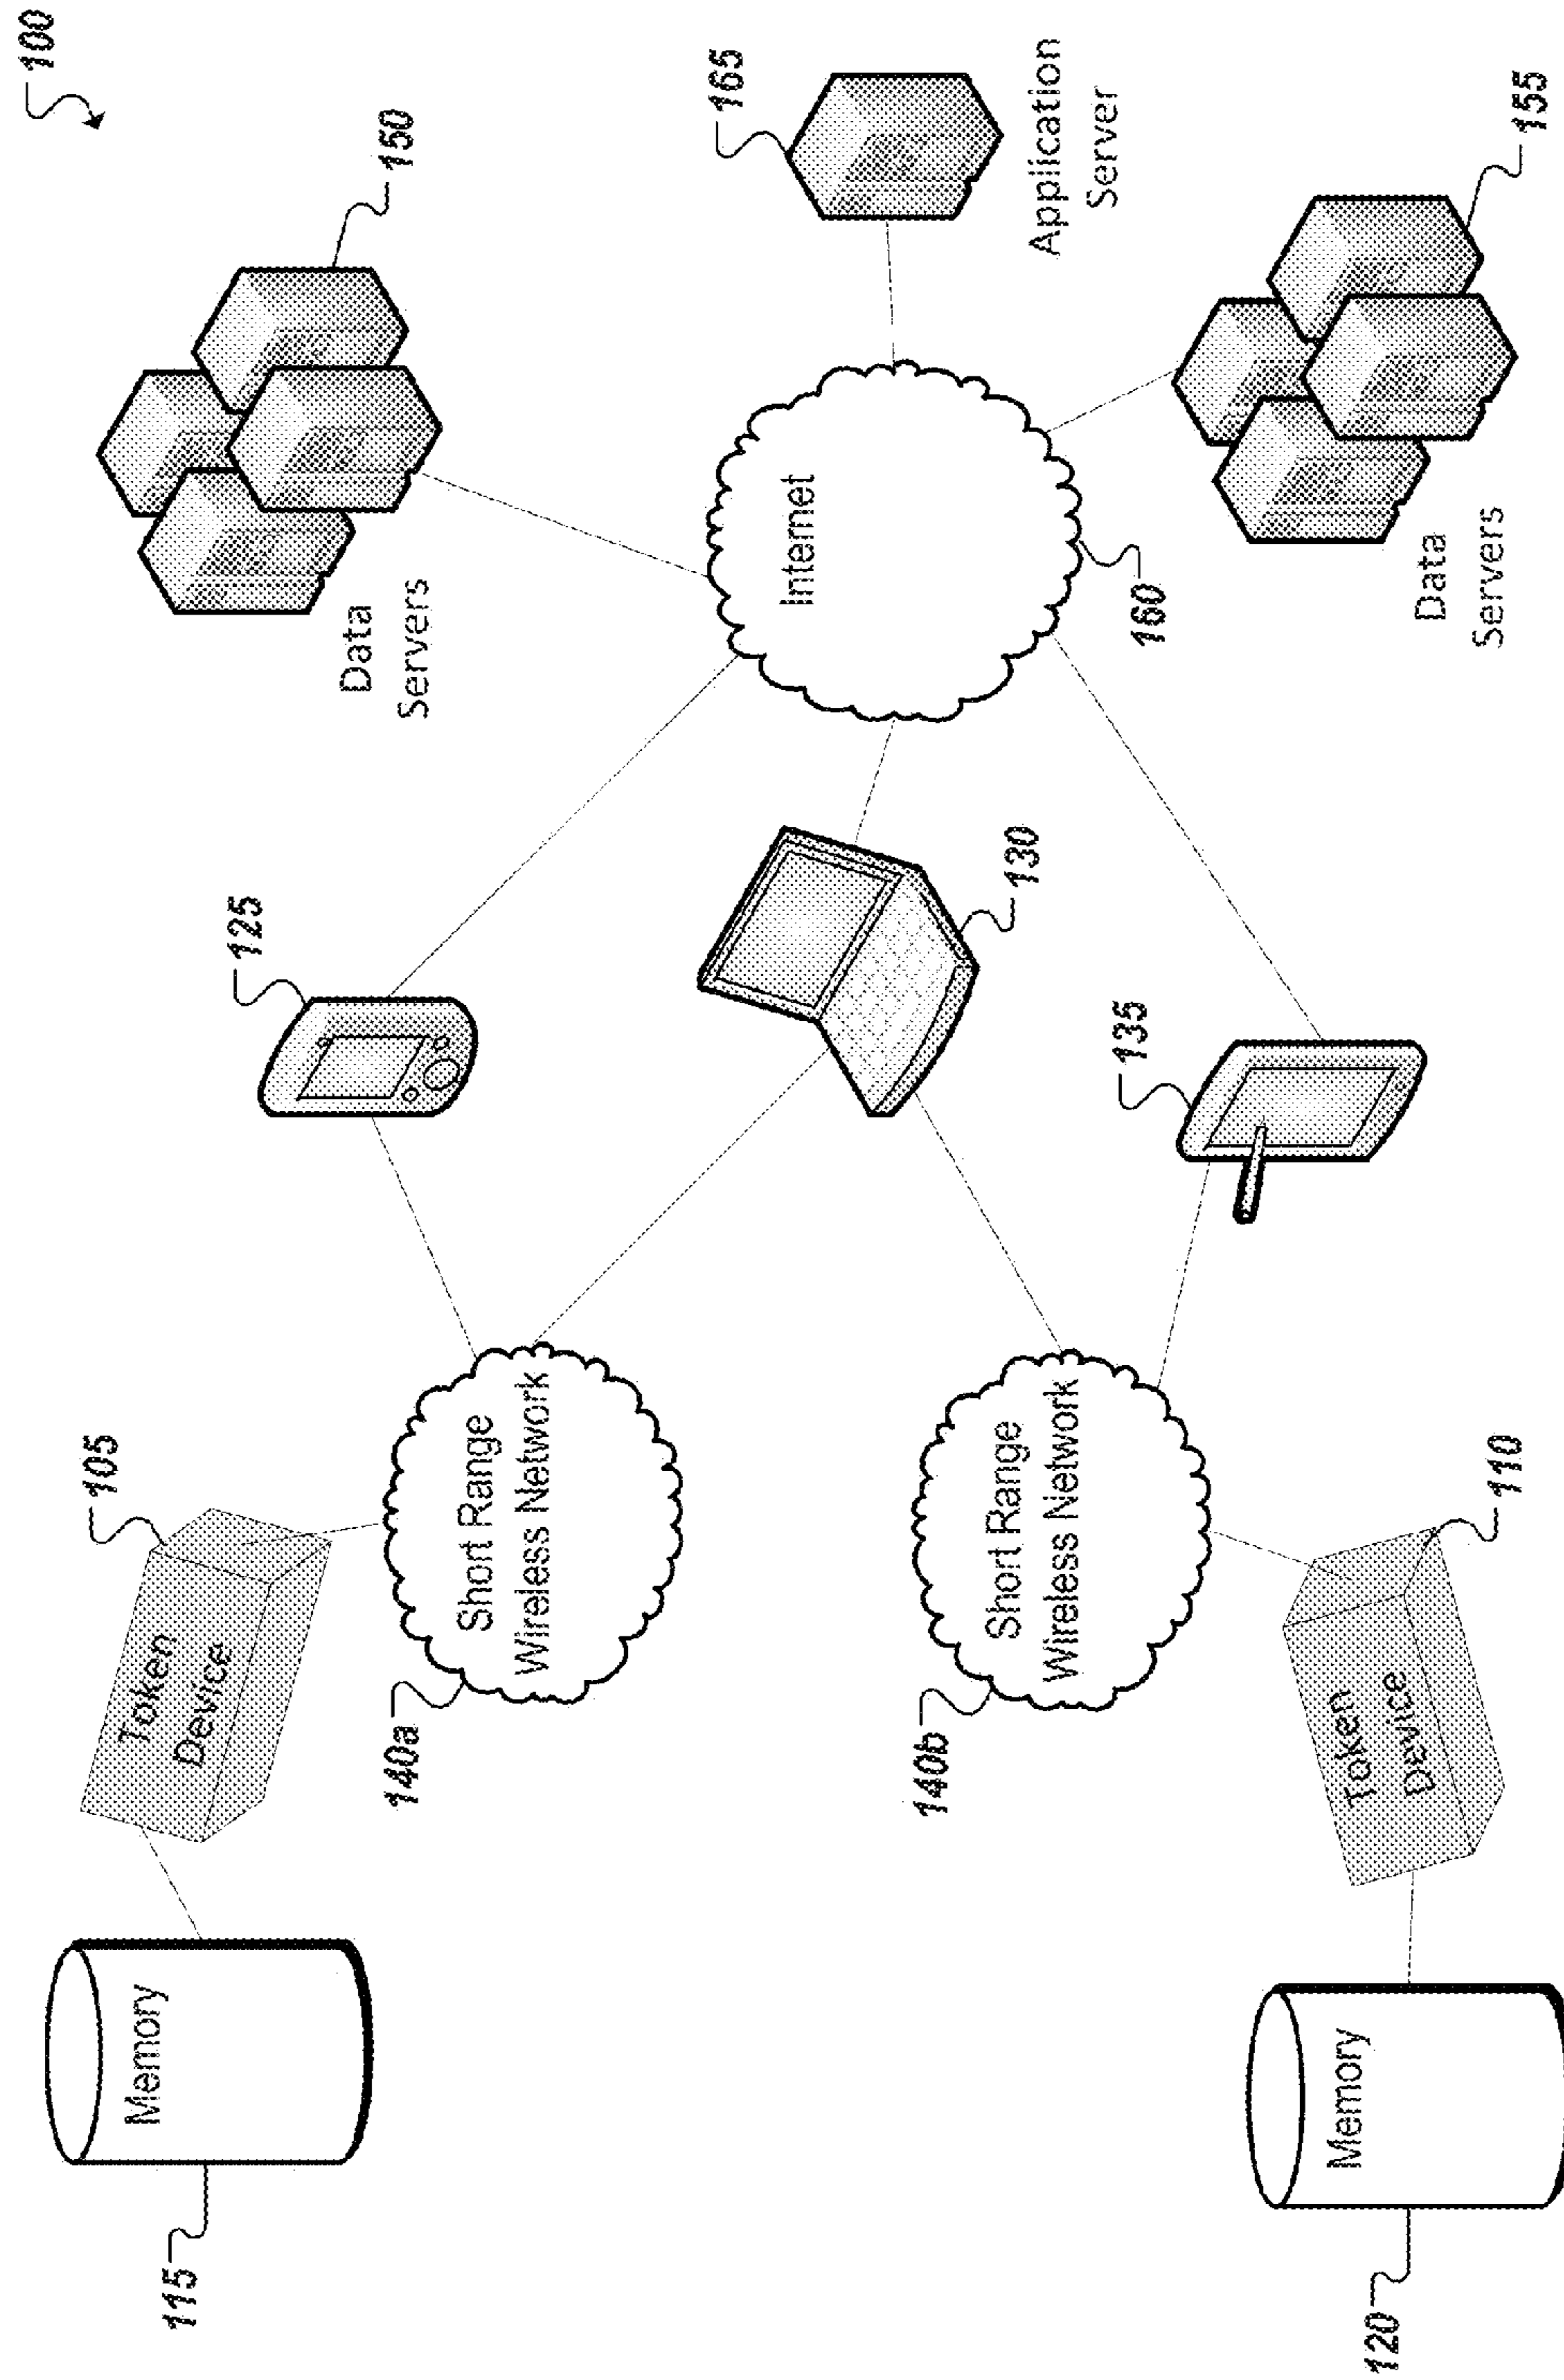 100
115
Memory
Token
Device
105
125
Data
Servers
150
140a
Short Range
Wireless Network
Internet
165
Application
Server
130
160
140b
Short Range
Wireless Network
135
120
Memory
Token
Device
110
Data
Servers
155